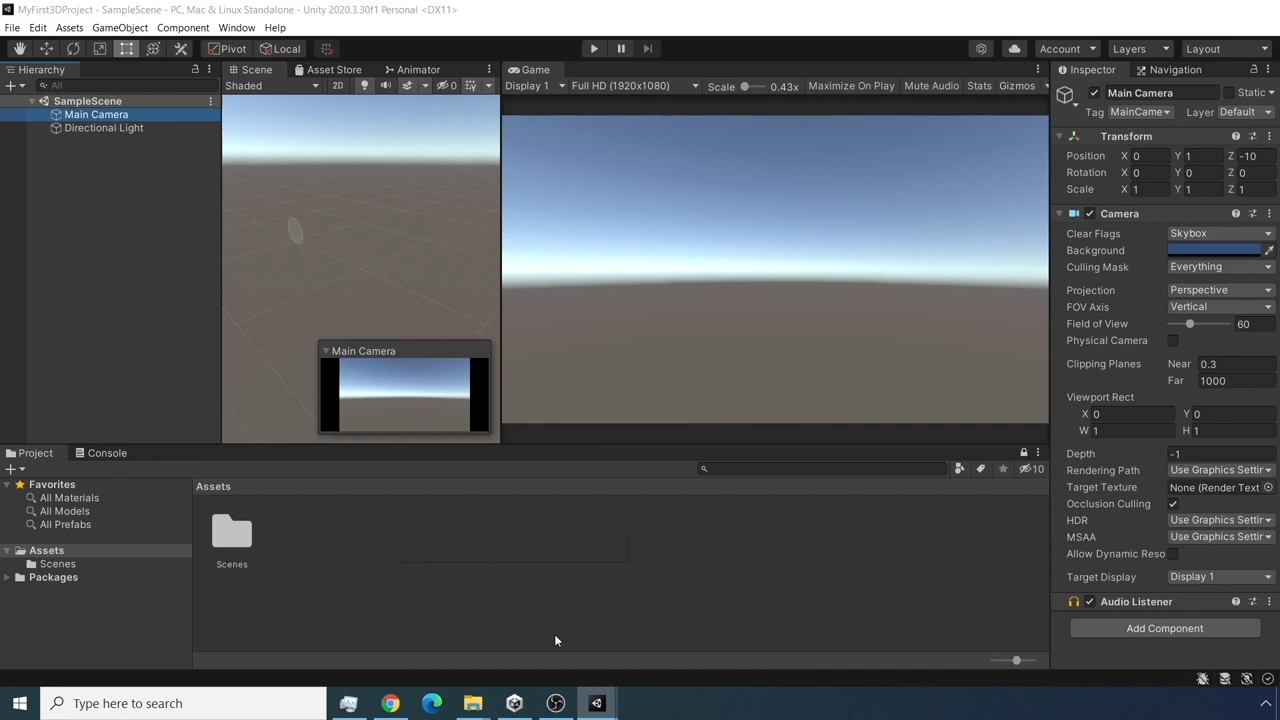 MyFirst3DProject - SampleScene - PC, Mac & Linux Standalone - Unity 2020.3.30f1 Personal <DX11>
File Edit Assets GameObject Component Window Help
Pivot Local Account Layers Layout
Hierarchy
All
SampleScene
Main Camera
Directional Light
Scene Asset Store Animator
Shaded 2D 0
Main Camera
Game
Display 1 Full HD (1920x1080) Scale 0.43x Maximize On Play Mute Audio Stats Gizmos
Inspector Navigation
Main Camera Static
Tag MainCame Layer Default
Transform
Position X 0 Y 1 Z -10
Rotation X 0 Y 0 Z 0
Scale X 1 Y 1 Z 1
Camera
Clear Flags Skybox
Background
Culling Mask Everything
Projection Perspective
FOV Axis Vertical
Field of View 60
Physical Camera
Clipping Planes Near 0.3
Far 1000
Viewport Rect
X 0 Y 0
W 1 H 1
Depth -1
Rendering Path Use Graphics Settir
Target Texture None (Render Text
Occlusion Culling
HDR Use Graphics Settir
MSAA Use Graphics Settir
Allow Dynamic Reso
Target Display Display 1
Audio Listener
Add Component
Project Console
10
Favorites
All Materials
All Models
All Prefabs
Assets
Scenes
Packages
Assets
Scenes
Type here to search